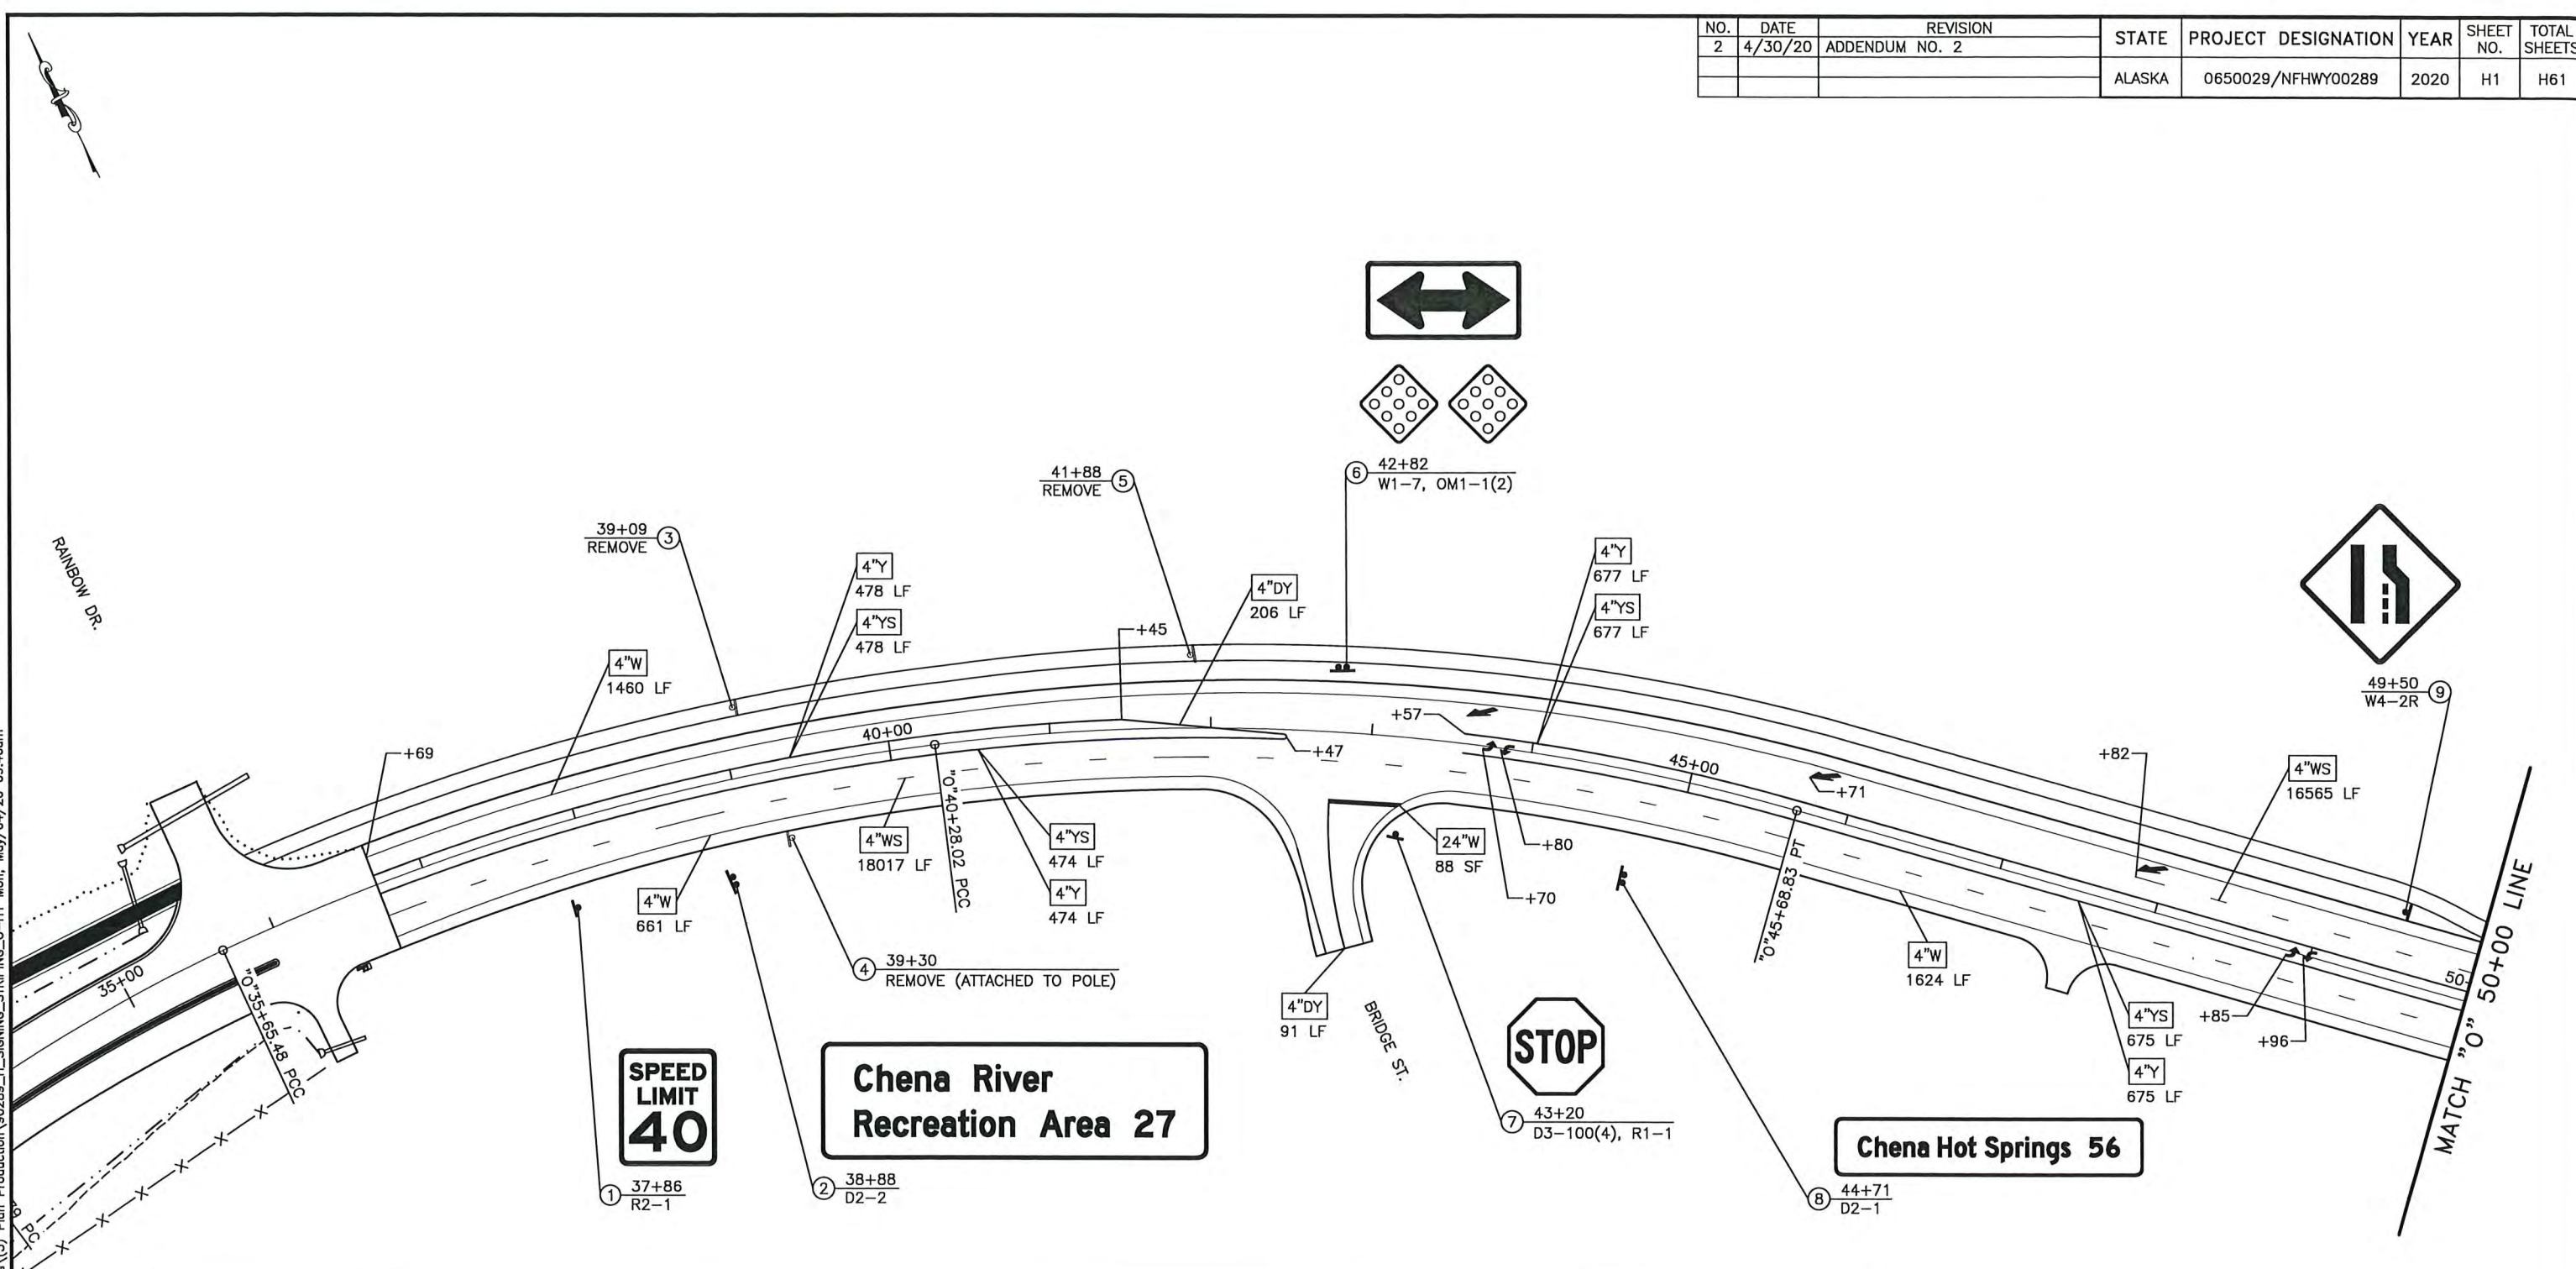 NO. DATE REVISION STATE PROJECT DESIGNATION YEAR SHEET NO. TOTAL SHEETS
2 4/30/20 ADDENDUM NO. 2
ALASKA 0650029/NFHWY00289 2020 H1 H61
RAINBOW DR.
6 42+82
W1-7, OM1-1(2)
41+88 5
REMOVE
39+09 3
REMOVE
4"Y
478 LF
4"YS
478 LF
4"W
1460 LF
4"DY
206 LF
+45
4"Y
677 LF
4"YS
677 LF
49+50 9
W4-2R
+69
40+00
+57
+47
45+00
+71
+82
4"WS
16565 LF
"O"40+28.02 PCC
4"WS
18017 LF
4"YS
474 LF
4"Y
474 LF
24"W
88 SF
+80
+70
"O"45+68.83 PT
4"W
661 LF
4 39+30
REMOVE (ATTACHED TO POLE)
4"W
1624 LF
35+00
"O"35+65.48 PCC
4"DY
91 LF
BRIDGE ST.
+85
+96
4"YS
675 LF
4"Y
675 LF
50
MATCH "O" 50+00 LINE
SPEED
LIMIT
40
1 37+86
R2-1
Chena River
Recreation Area 27
2 38+88
D2-2
STOP
7 43+20
D3-100(4), R1-1
Chena Hot Springs 56
8 44+71
D2-1
9 PC